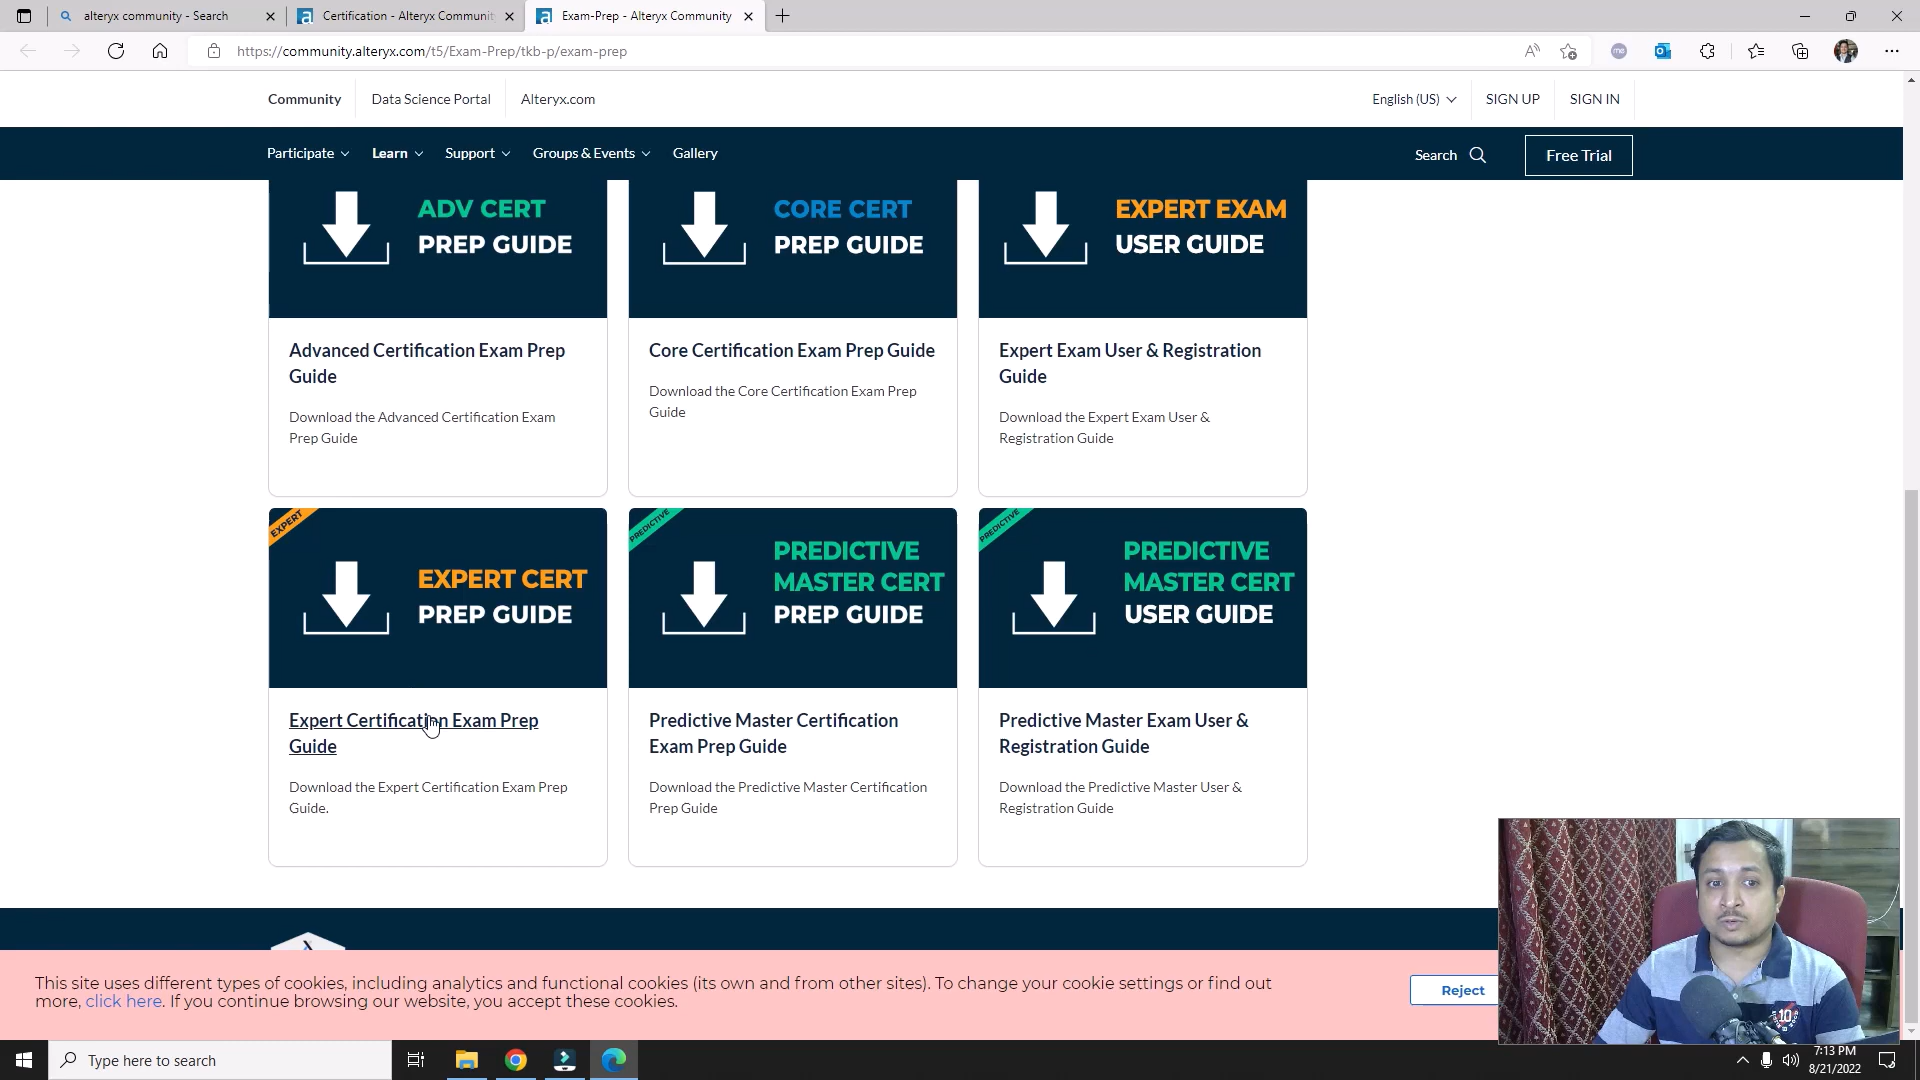 alteryx community - Search
Certification - Alteryx Communit
Exam-Prep - Alteryx Community
https://community.alteryx.com/t5/Exam-Prep/tkb-p/exam-prep
Community
Data Science Portal
Alteryx.com
English (US)
SIGN UP
SIGN IN
Participate
Learn
Support
Groups & Events
Gallery
Search
Free Trial
ADV CERT
PREP GUIDE
CORE CERT
PREP GUIDE
EXPERT EXAM
USER GUIDE
Advanced Certification Exam Prep
Guide
Download the Advanced Certification Exam
Prep Guide
Core Certification Exam Prep Guide
Download the Core Certification Exam Prep
Guide
Expert Exam User & Registration
Guide
Download the Expert Exam User &
Registration Guide
EXPERT
EXPERT CERT
PREP GUIDE
PREDICTIVE
PREDICTIVE
MASTER CERT
PREP GUIDE
PREDICTIVE
PREDICTIVE
MASTER CERT
USER GUIDE
Expert Certification Exam Prep
Guide
Download the Expert Certification Exam Prep
Guide.
Predictive Master Certification
Exam Prep Guide
Download the Predictive Master Certification
Prep Guide
Predictive Master Exam User &
Registration Guide
Download the Predictive Master User &
Registration Guide
This site uses different types of cookies, including analytics and functional cookies (its own and from other sites). To change your cookie settings or find out
more, click here. If you continue browsing our website, you accept these cookies.
Reject
10
Type here to search
7:13 PM
8/21/2022